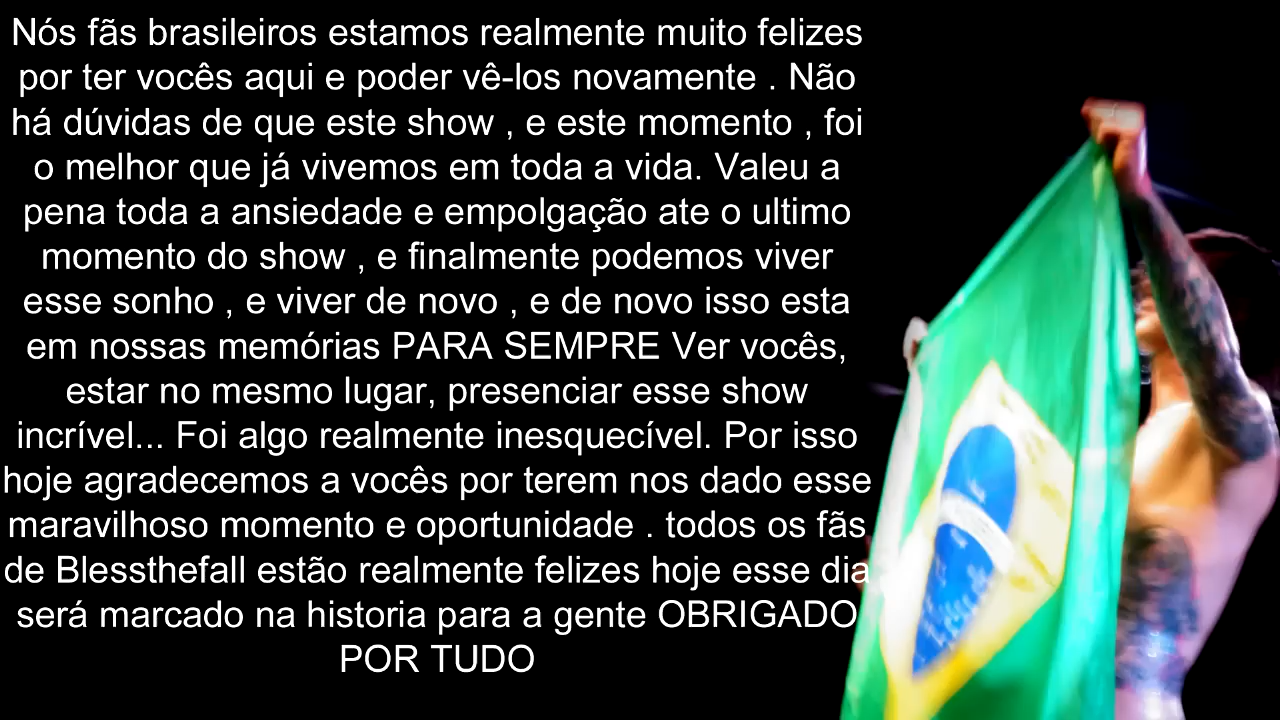 Nós fãs brasileiros estamos realmente muito felizes
por ter vocês aqui e poder vê-los novamente . Não
há dúvidas de que este show , e este momento , foi
o melhor que já vivemos em toda a vida. Valeu a
pena toda a ansiedade e empolgação ate o ultimo
momento do show , e finalmente podemos viver
esse sonho , e viver de novo , e de novo isso esta
em nossas memórias PARA SEMPRE Ver vocês,
estar no mesmo lugar, presenciar esse show
incrível... Foi algo realmente inesquecível. Por isso
hoje agradecemos a vocês por terem nos dado esse
maravilhoso momento e oportunidade . todos os fãs
de Blessthefall estão realmente felizes hoje esse dia
será marcado na historia para a gente OBRIGADO
POR TUDO